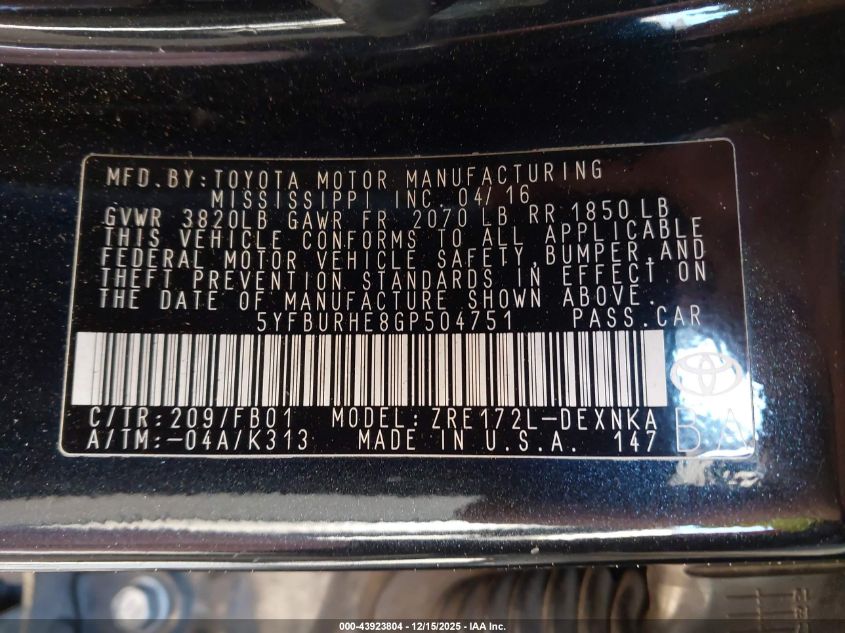 MFD.BY:TOYOTA MOTOR MANUFACTURING
MISSISSIPPI INC. 04/16
GVWR 3820LB GAWR FR 2070 LB RR 1850 LB
THIS VEHICLE CONFORMS TO ALL APPLICABLE
FEDERAL MOTOR VEHICLE SAFETY,BUMPER,AND
THEFT PREVENTION STANDARDS IN EFFECT ON
THE DATE OF MANUFACTURE SHOWN ABOVE.
5YFBURHE8GP504751 PASS.CAR
C/TR:209/FB01 MODEL:ZRE172L-DEXNKA
A/TM:-04A/K313 MADE IN U.S.A. 147
BA
000-43923804 - 12/15/2025 - IAA Inc.